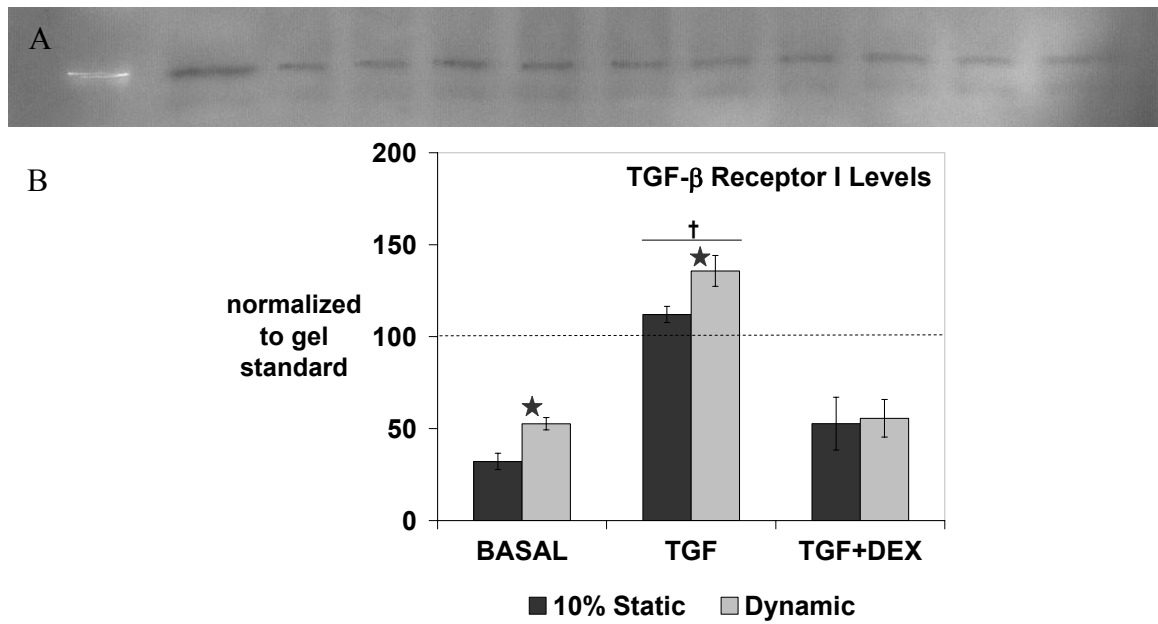 A
B
TGF-β Receptor I Levels
200
150
100
50
0
normalized
to gel
standard
†
★
★
BASAL
TGF
TGF+DEX
10% Static
Dynamic